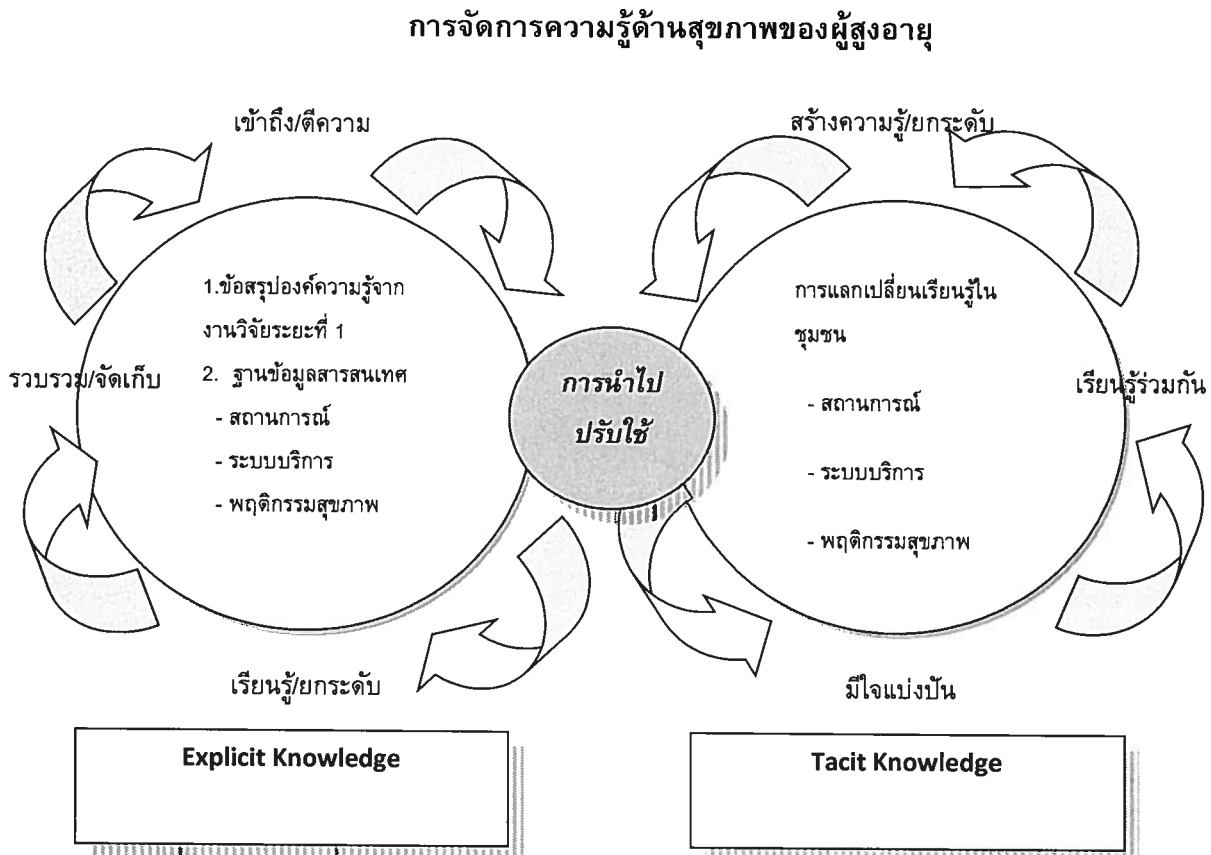 การจัดการความรู้ด้านสุขภาพของผู้สูงอายุ
เข้าถึง/ตีความ
สร้างความรู้/ยกระดับ
1.ข้อสรุปองค์ความรู้จาก
งานวิจัยระยะที่ 1
2. ฐานข้อมูลสารสนเทศ
- สถานการณ์
- ระบบบริการ
- พฤติกรรมสุขภาพ
รวบรวม/จัดเก็บ
การนำไป
ปรับใช้
การแลกเปลี่ยนเรียนรู้ใน
ชุมชน
- สถานการณ์
- ระบบบริการ
- พฤติกรรมสุขภาพ
เรียนรู้ร่วมกัน
เรียนรู้/ยกระดับ
มีใจแบ่งปัน
Explicit Knowledge
Tacit Knowledge